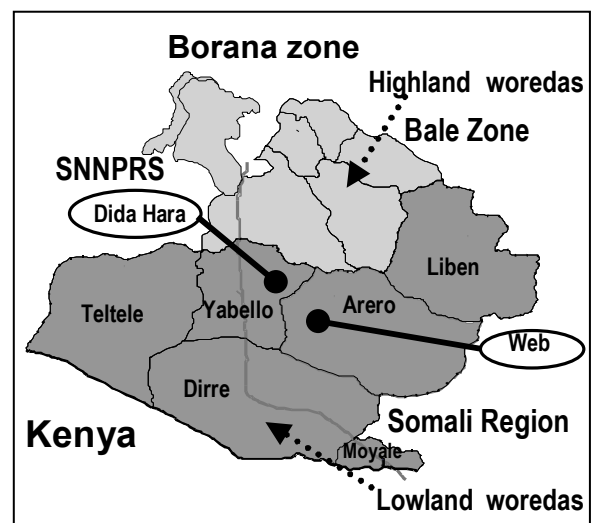 Borana zone
Highland woredas
Bale Zone
SNNPRS
Dida Hara
Liben
Teltele
Yabello
Arero
Web
Dirre
Somali Region
Kenya
Moyale
Lowland woredas